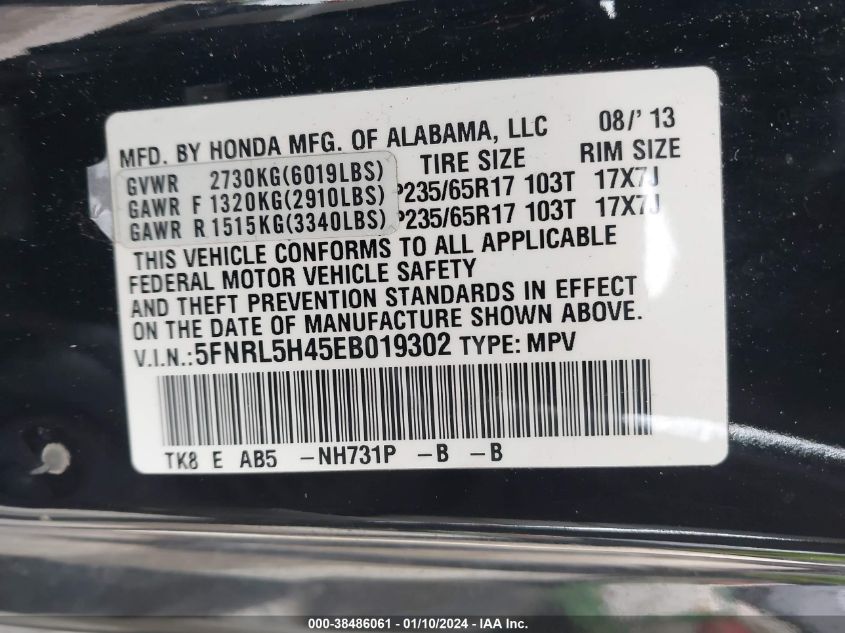 MFD. BY HONDA MFG. OF ALABAMA, LLC 08/'13
TIRE SIZE RIM SIZE
GVWR 2730KG(6019LBS)
GAWR F 1320KG(2910LBS) P235/65R17 103T 17X7J
GAWR R 1515KG(3340LBS) P235/65R17 103T 17X7J
THIS VEHICLE CONFORMS TO ALL APPLICABLE
FEDERAL MOTOR VEHICLE SAFETY
AND THEFT PREVENTION STANDARDS IN EFFECT
ON THE DATE OF MANUFACTURE SHOWN ABOVE.
V.I.N.:5FNRL5H45EB019302 TYPE: MPV
TK8 E AB5 -NH731P -B -B
000-38486061 - 01/10/2024 - IAA Inc.